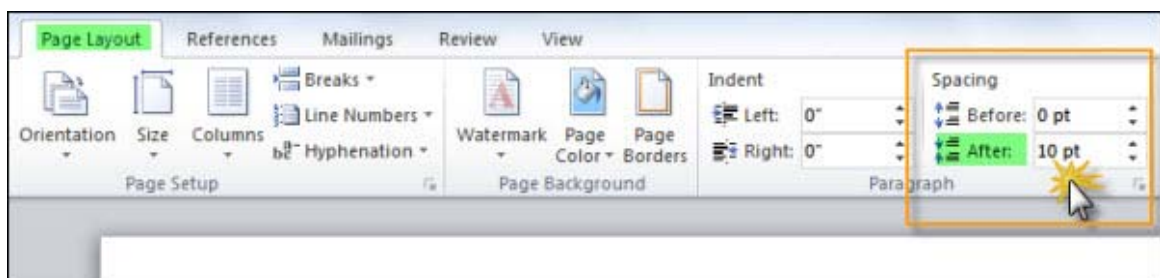 Page Layout References Mailings Review View
Breaks
Line Numbers
Hyphenation
Orientation Size Columns
Page Setup
Watermark Page Color Page Borders
Page Background
Indent
Left: 0"
Right: 0"
Spacing
Before: 0 pt
After: 10 pt
Paragraph